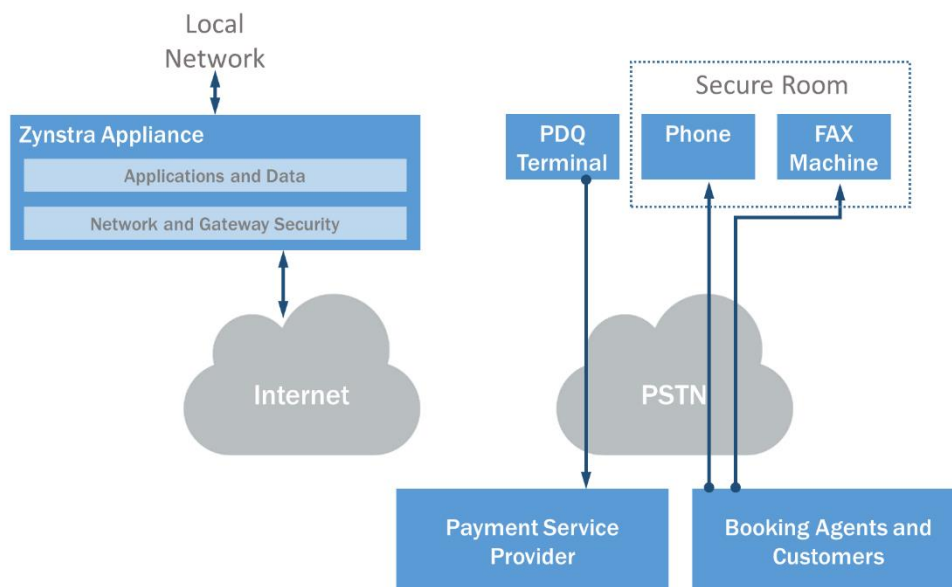 Local
Network
Zynstra Appliance
Applications and Data
Network and Gateway Security
Internet
Secure Room
PDQ
Terminal
Phone
FAX
Machine
PSTN
Payment Service
Provider
Booking Agents and
Customers